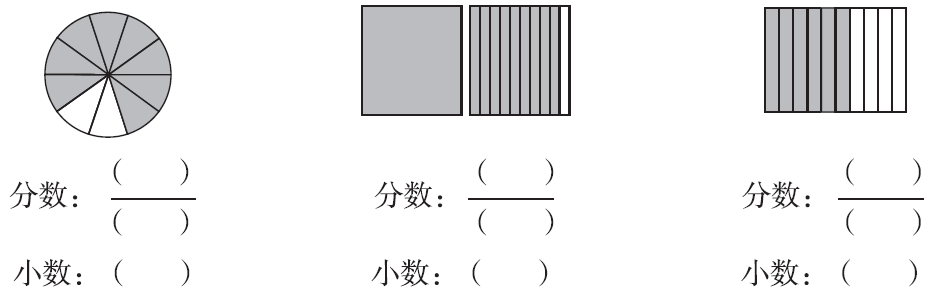 分数：(　　)/(　　)　分数：(　　)/(　　)　分数：(　　)/(　　)
小数：(　　)　小数：(　　)　小数：(　　)